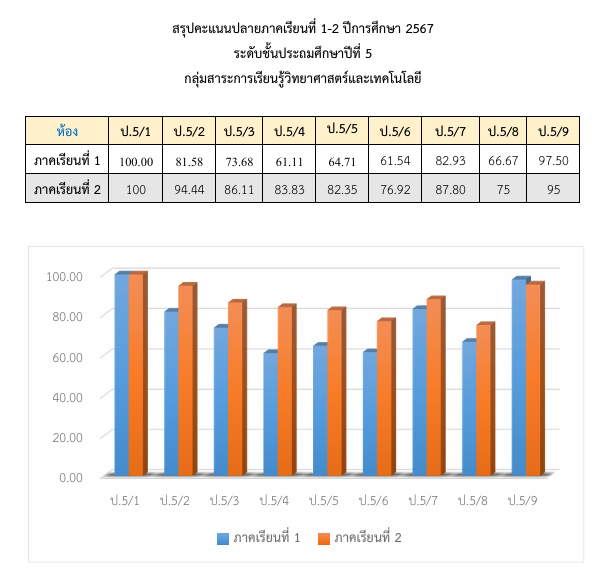 สรุปคะแนนปลายภาคเรียนที่ 1-2 ปีการศึกษา 2567
ระดับชั้นประถมศึกษาปีที่ 5
กลุ่มสาระการเรียนรู้วิทยาศาสตร์และเทคโนโลยี
ห้อง ป.5/1 ป.5/2 ป.5/3 ป.5/4 ป.5/5 ป.5/6 ป.5/7 ป.5/8 ป.5/9
ภาคเรียนที่ 1 100.00 81.58 73.68 61.11 64.71 61.54 82.93 66.67 97.50
ภาคเรียนที่ 2 100 94.44 86.11 83.83 82.35 76.92 87.80 75 95
100.00
80.00
60.00
40.00
20.00
0.00
ป.5/1 ป.5/2 ป.5/3 ป.5/4 ป.5/5 ป.5/6 ป.5/7 ป.5/8 ป.5/9
ภาคเรียนที่ 1 ภาคเรียนที่ 2